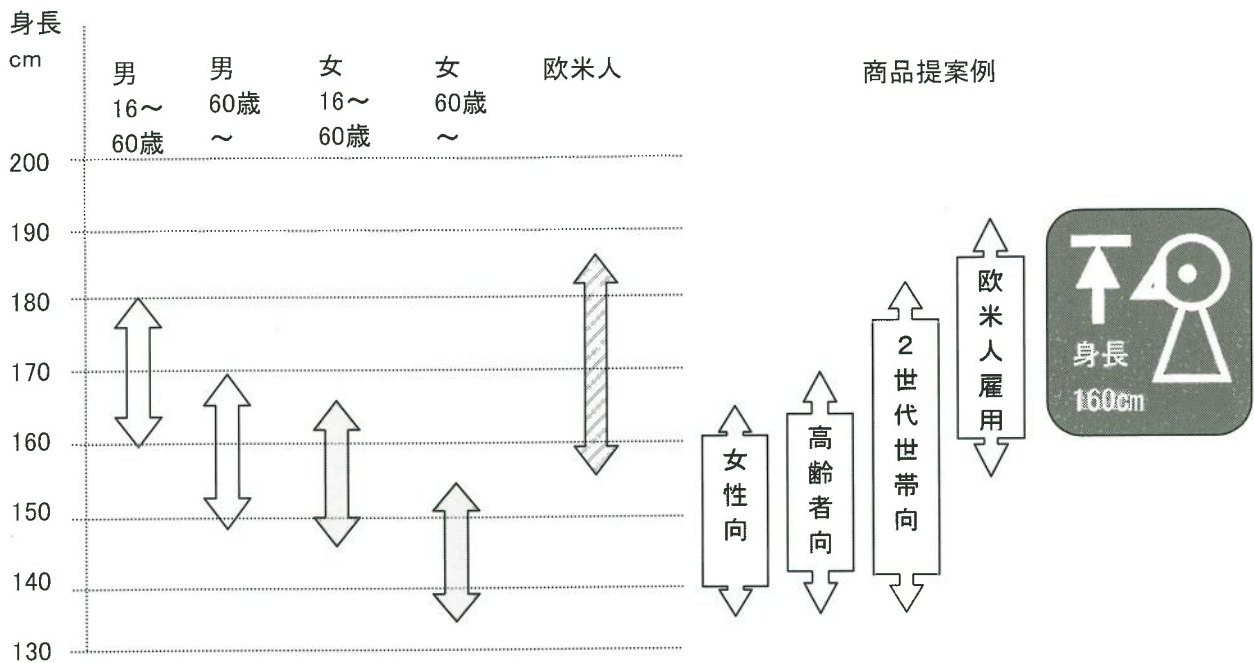 身長
cm
男
16～
60歳
男
60歳
～
女
16～
60歳
女
60歳
～
欧米人
商品提案例
200
190
180
170
160
150
140
130
女性向
高齢者向
2世代世帯向
欧米人雇用
身長
160cm